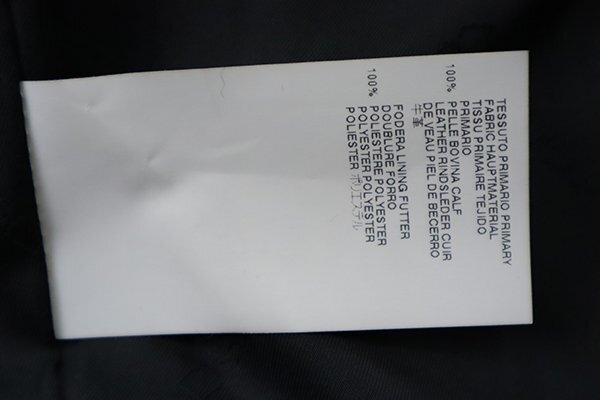 TESSUTO PRIMARIO PRIMARY
FABRIC HAUPTMATERIAL
TISSU PRIMAIRE TEJIDO
PRIMARIO
100% PELLE BOVINA CALF
LEATHER RINDSLEDER CUIR
DE VEAU PIEL DE BECERRO
牛革
FODERA LINING FUTTER
DOUBLURE FORRO
100% POLIESTERE POLYESTER
POLYESTER POLYESTER
POLIESTER ポリエステル